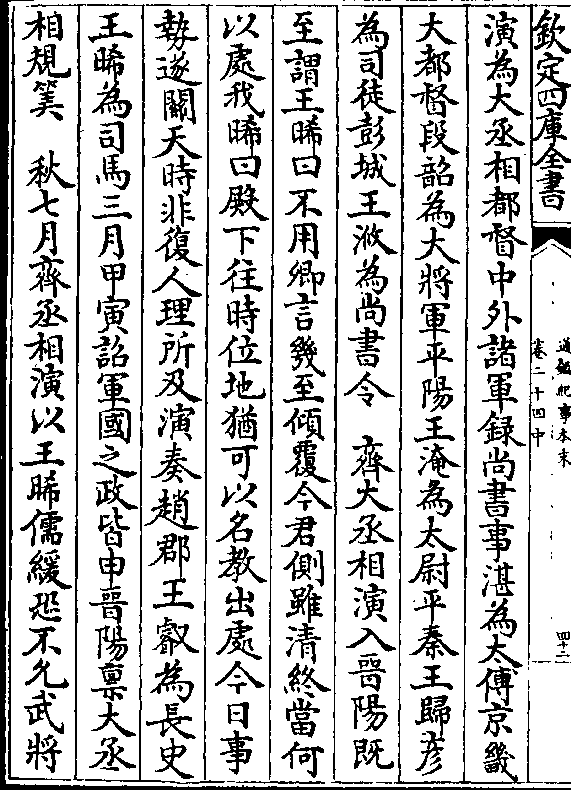 欽定四庫全書
通鑑紀事本末
卷二十四中
四十二
演為大丞相都督中外諸軍録尚書事湛為太傅京畿
大都督段韶為大將軍平陽王淹為太尉平秦王歸彦
為司徒彭城王浟為尚書令　齊大丞相演入晉陽既
至謂王晞曰不用卿言幾至傾覆今君側雖清終當何
以處我晞曰殿下往時位地猶可以名教出處今日事
勢遂關天時非復人理所及演奏趙郡王叡為長史
王晞為司馬三月甲寅詔軍國之政皆申晉陽禀大丞
相規筭　秋七月齊丞相演以王晞儒緩恐不允武將